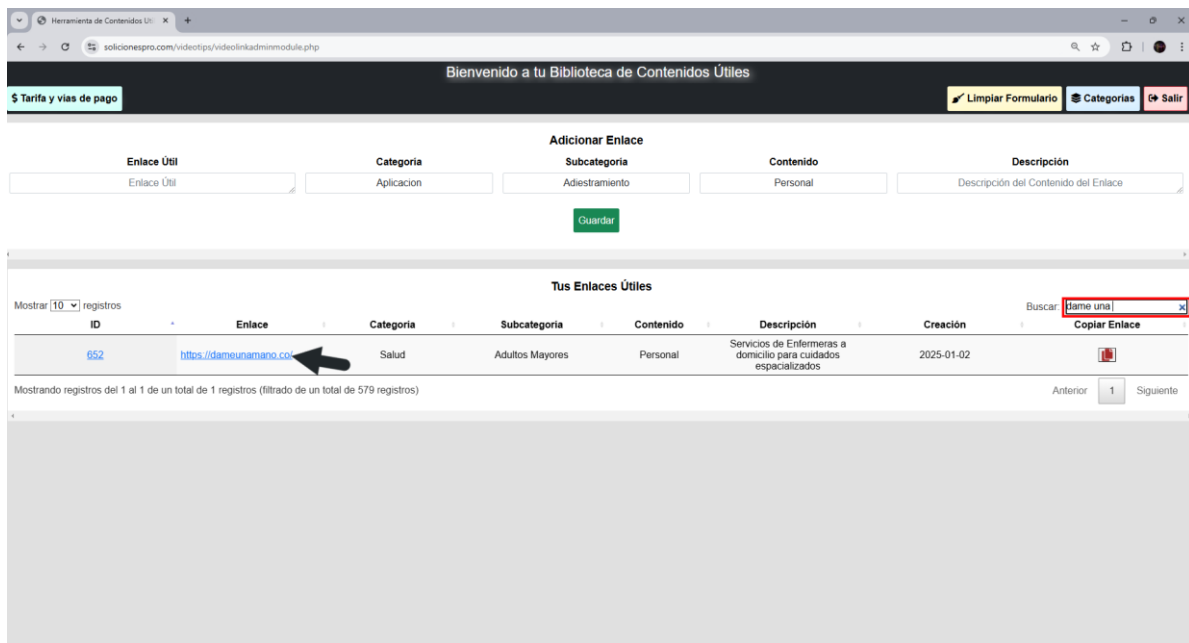 Herramienta de Contenidos Uti
solicionespro.com/videotips/videolinkadminmodule.php
Bienvenido a tu Biblioteca de Contenidos Útiles
$ Tarifa y vias de pago
Limpiar Formulario
Categorias
Salir
Adicionar Enlace
Enlace Útil Categoria Subcategoria Contenido Descripción
Enlace Útil Aplicacion Adiestramiento Personal Descripción del Contenido del Enlace
Guardar
Tus Enlaces Útiles
Mostrar 10 registros
Buscar: dame una
ID Enlace Categoria Subcategoria Contenido Descripción Creación Copiar Enlace
652 https://dameunamano.co/ Salud Adultos Mayores Personal Servicios de Enfermeras a domicilio para cuidados espacializados 2025-01-02
Mostrando registros del 1 al 1 de un total de 1 registros (filtrado de un total de 579 registros)
Anterior 1 Siguiente